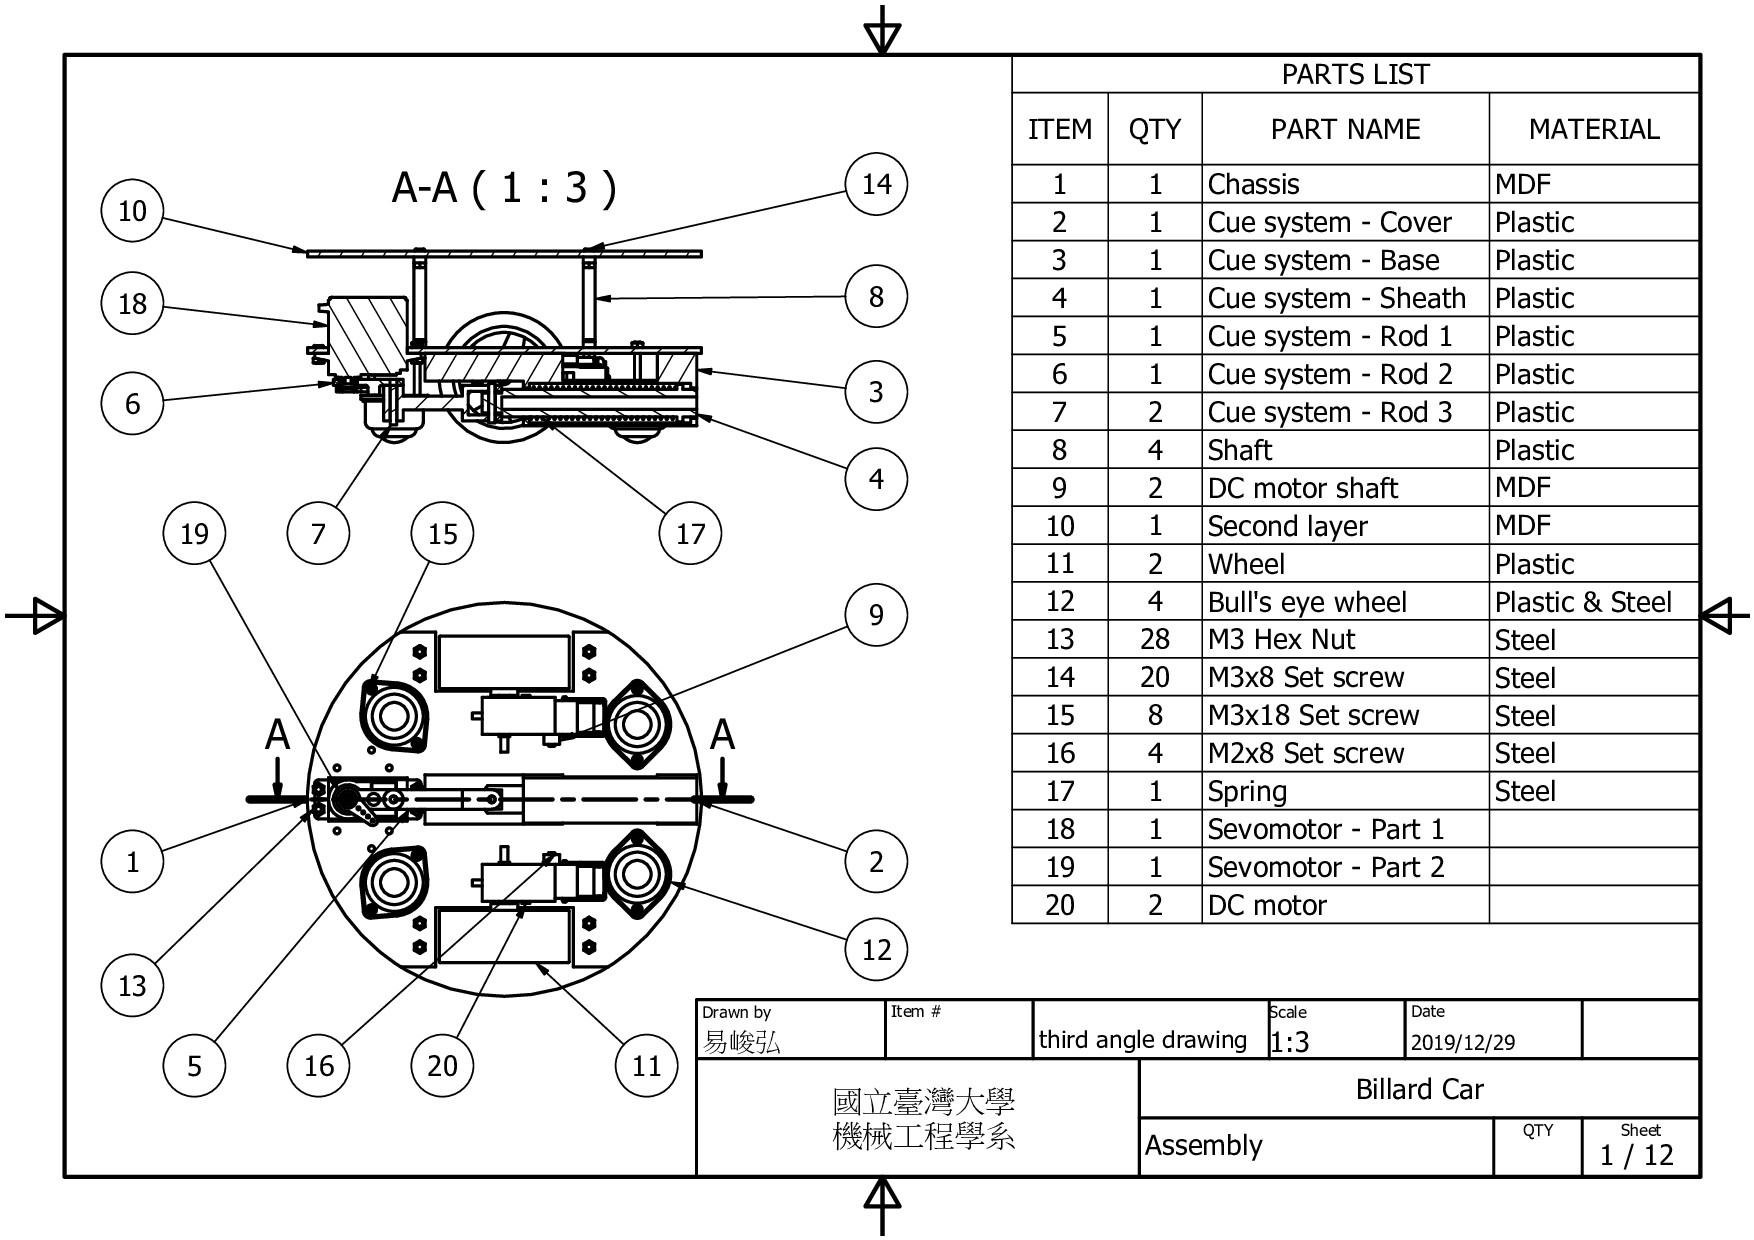 A-A ( 1 : 3 )
10
14
18
8
6
3
4
19
7
15
17
9
A
A
1
2
13
12
5
16
20
11
PARTS LIST
ITEM QTY PART NAME MATERIAL
1 1 Chassis MDF
2 1 Cue system - Cover Plastic
3 1 Cue system - Base Plastic
4 1 Cue system - Sheath Plastic
5 1 Cue system - Rod 1 Plastic
6 1 Cue system - Rod 2 Plastic
7 2 Cue system - Rod 3 Plastic
8 4 Shaft Plastic
9 2 DC motor shaft MDF
10 1 Second layer MDF
11 2 Wheel Plastic
12 4 Bull's eye wheel Plastic & Steel
13 28 M3 Hex Nut Steel
14 20 M3x8 Set screw Steel
15 8 M3x18 Set screw Steel
16 4 M2x8 Set screw Steel
17 1 Spring Steel
18 1 Sevomotor - Part 1
19 1 Sevomotor - Part 2
20 2 DC motor
Drawn by
易峻弘
Item #
third angle drawing
Scale
1:3
Date
2019/12/29
國立臺灣大學
機械工程學系
Billard Car
Assembly
QTY
Sheet
1 / 12